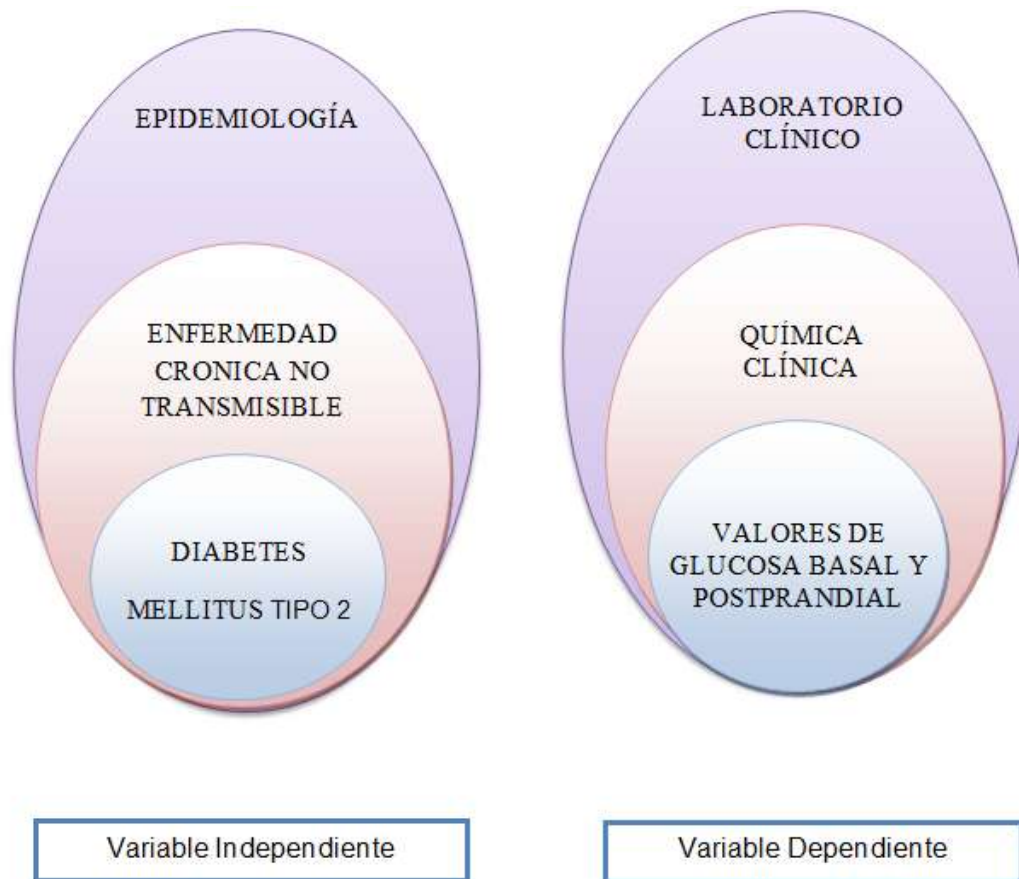 EPIDEMIOLOGÍA
ENFERMEDAD
CRONICA NO
TRANSMISIBLE
DIABETES
MELLITUS TIPO 2
Variable Independiente
LABORATORIO
CLÍNICO
QUÍMICA
CLÍNICA
VALORES DE
GLUCOSA BASAL Y
POSTPRANDIAL
Variable Dependiente